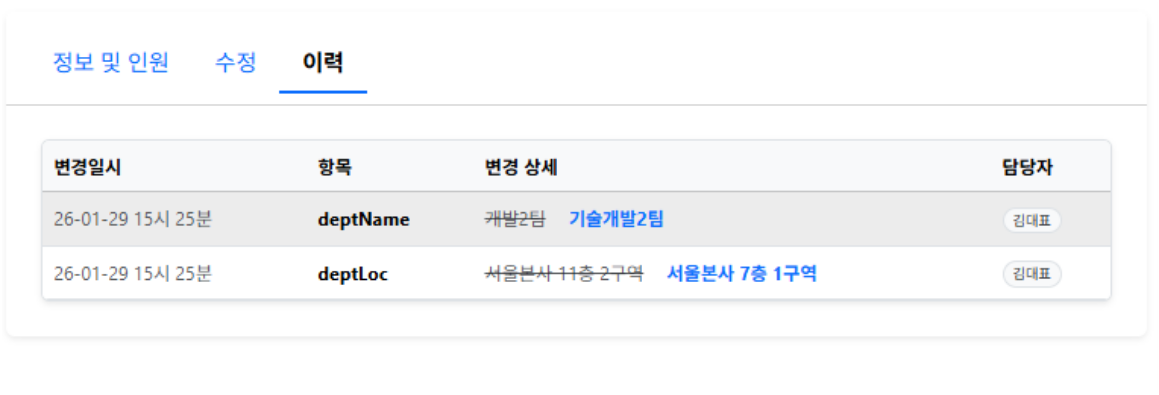 정보 및 인원 수정 이력
변경일시 항목 변경 상세 담당자
26-01-29 15시 25분 deptName 개발2팀 기술개발2팀 김대표
26-01-29 15시 25분 deptLoc 서울본사 11층 2구역 서울본사 7층 1구역 김대표